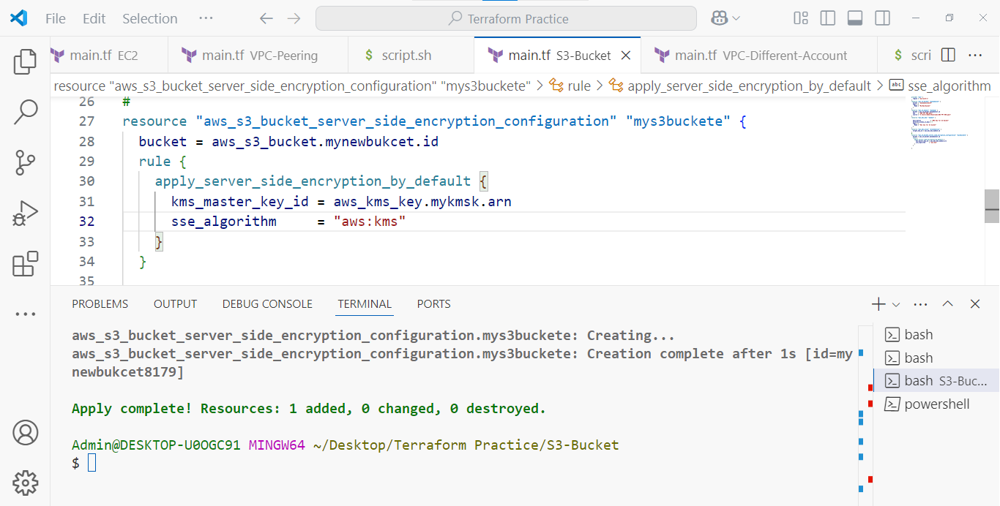 File Edit Selection ··· Terraform Practice
main.tf EC2 main.tf VPC-Peering $ script.sh main.tf S3-Bucket main.tf VPC-Different-Account $ scri ···
resource "aws_s3_bucket_server_side_encryption_configuration" "mys3buckete" > rule > apply_server_side_encryption_by_default > abc sse_algorithm
26 #
27 resource "aws_s3_bucket_server_side_encryption_configuration" "mys3buckete" {
28 bucket = aws_s3_bucket.mynewbukcet.id
29 rule {
30 apply_server_side_encryption_by_default {
31 kms_master_key_id = aws_kms_key.mykmsk.arn
32 sse_algorithm = "aws:kms"
33 }
34 }
35
PROBLEMS OUTPUT DEBUG CONSOLE TERMINAL PORTS
aws_s3_bucket_server_side_encryption_configuration.mys3buckete: Creating...
aws_s3_bucket_server_side_encryption_configuration.mys3buckete: Creation complete after 1s [id=my
newbukcet8179]
Apply complete! Resources: 1 added, 0 changed, 0 destroyed.
Admin@DESKTOP-U0OGC91 MINGW64 ~/Desktop/Terraform Practice/S3-Bucket
$
bash
bash
bash S3-Buc...
powershell